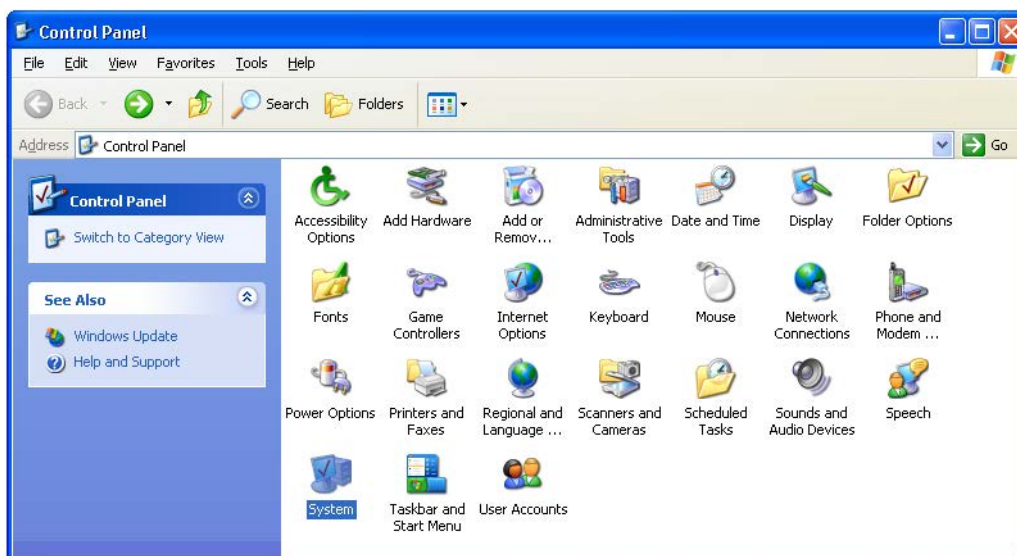 Control Panel
File Edit View Favorites Tools Help
Back Search Folders
Address Control Panel Go
Control Panel
Switch to Category View
See Also
Windows Update
Help and Support
Accessibility Options
Add Hardware
Add or Remov...
Administrative Tools
Date and Time
Display
Folder Options
Fonts
Game Controllers
Internet Options
Keyboard
Mouse
Network Connections
Phone and Modem ...
Power Options
Printers and Faxes
Regional and Language ...
Scanners and Cameras
Scheduled Tasks
Sounds and Audio Devices
Speech
System
Taskbar and Start Menu
User Accounts